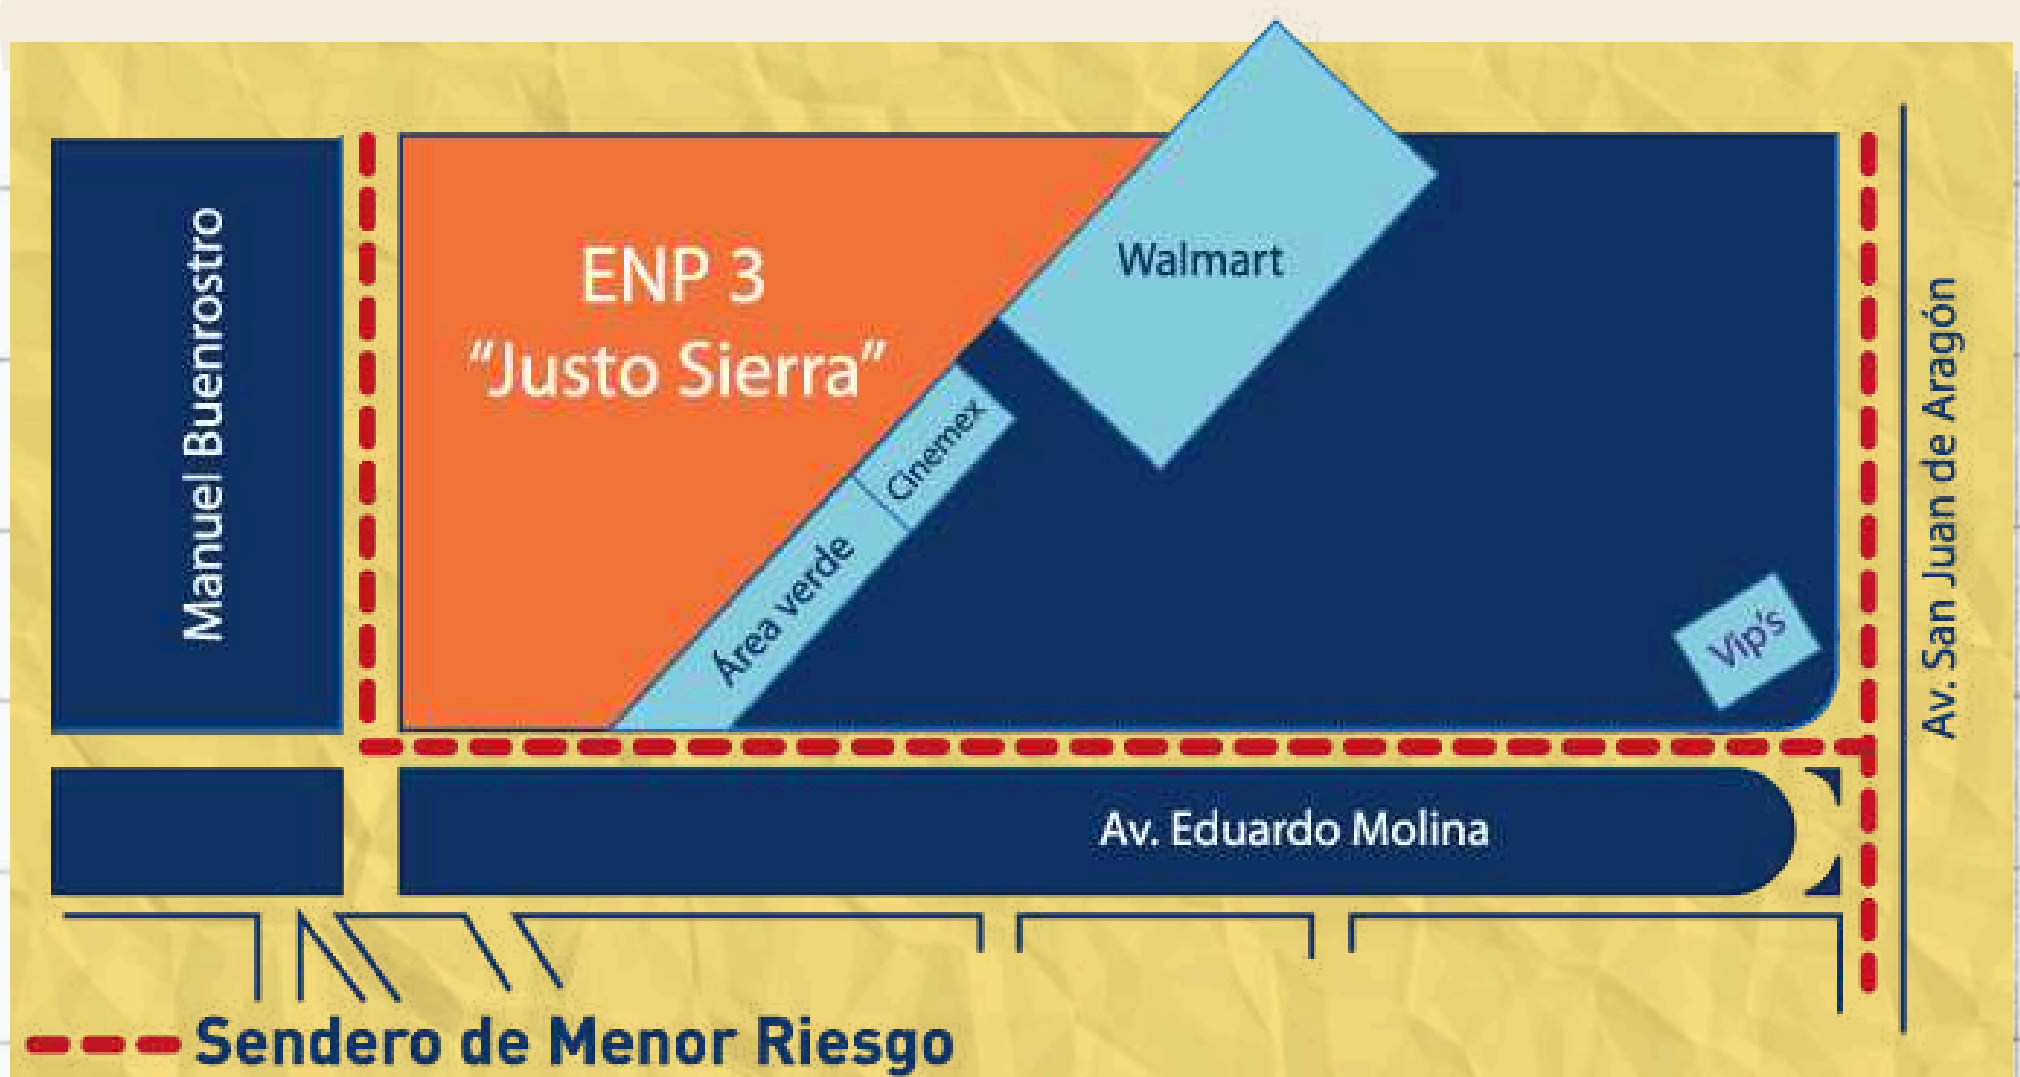 Manuel Buenrostro
ENP 3
“Justo Sierra”
Walmart
Cinemex
Área verde
Vip's
Av. San Juan de Aragón
Av. Eduardo Molina
Sendero de Menor Riesgo